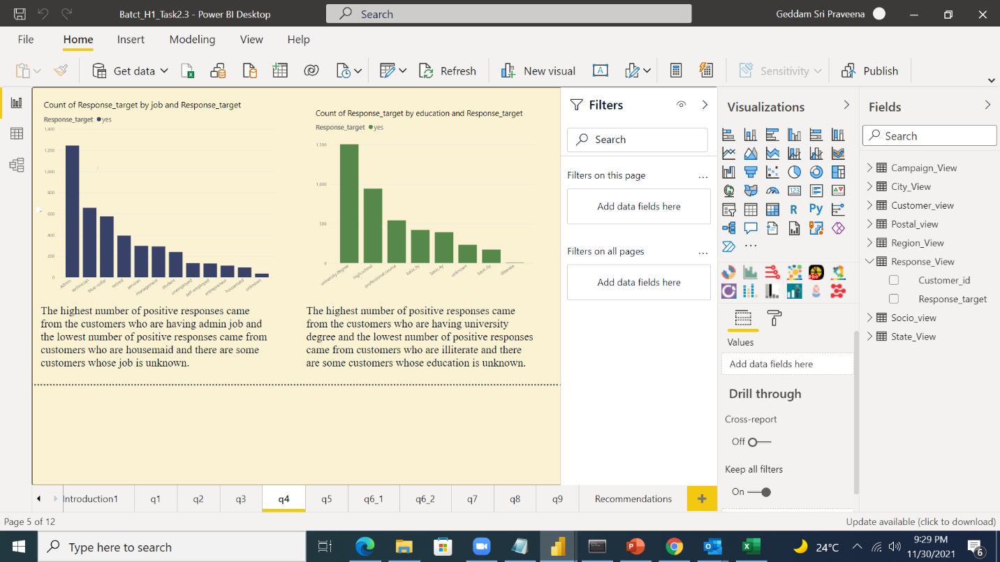 Batct_H1_Task2.3 - Power BI Desktop
Search
Geddam Sri Praveena
File
Home
Insert
Modeling
View
Help
Get data
Refresh
New visual
Sensitivity
Publish
Count of Response_target by job and Response_target
Response_target yes
1,400
1,200
1,000
800
600
400
200
0
admin.
technician
blue-collar
retired
services
management
student
unemployed
self-employed
entrepreneur
housemaid
unknown
The highest number of positive responses came
from the customers who are having admin job and
the lowest number of positive responses came from
customers who are housemaid and there are some
customers whose job is unknown.
Count of Response_target by education and Response_target
Response_target yes
1,500
1,000
500
0
university.degree
high.school
professional.course
basic.9y
basic.4y
unknown
basic.6y
illiterate
The highest number of positive responses came
from the customers who are having university
degree and the lowest number of positive responses
came from customers who are illiterate and there
are some customers whose education is unknown.
Filters
Search
Filters on this page
...
Add data fields here
Filters on all pages
...
Add data fields here
Visualizations
123
R
Py
...
PRO
Values
Add data fields here
Drill through
Cross-report
Off
Keep all filters
On
Fields
Search
Campaign_View
City_View
Customer_view
Postal_view
Region_View
Response_View
Customer_id
Response_target
Socio_view
State_View
Introduction1
q1
q2
q3
q4
q5
q6_1
q6_2
q7
q8
q9
Recommendations
+
Page 5 of 12
Update available (click to download)
Type here to search
24°C
9:29 PM
11/30/2021
6